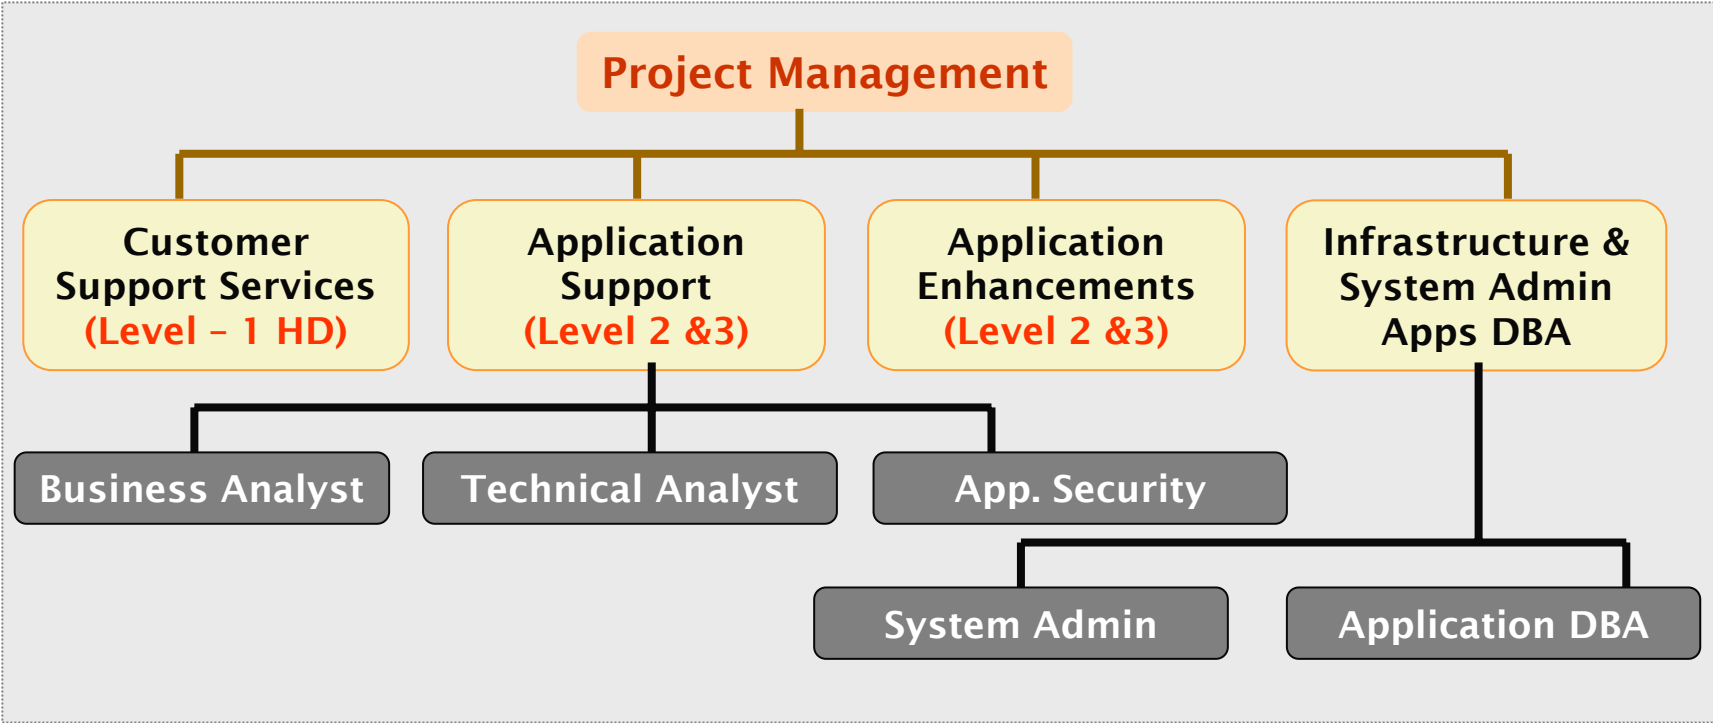 Project Management
Customer
Support Services
(Level – 1 HD)
Application
Support
(Level 2 &3)
Application
Enhancements
(Level 2 &3)
Infrastructure &
System Admin
Apps DBA
Business Analyst
Technical Analyst
App. Security
System Admin
Application DBA